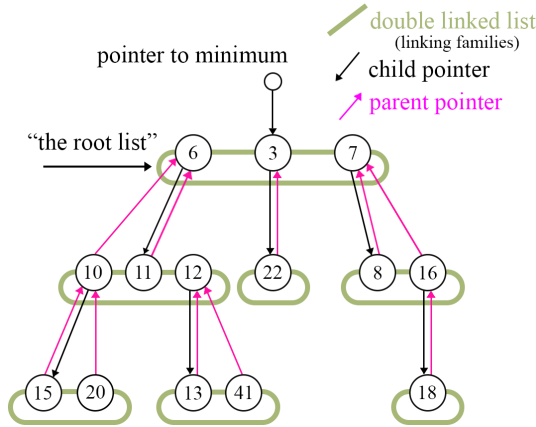 double linked list
(linking families)
pointer to minimum
child pointer
parent pointer
“the root list”
6 3 7
10 11 12 22 8 16
15 20 13 41 18